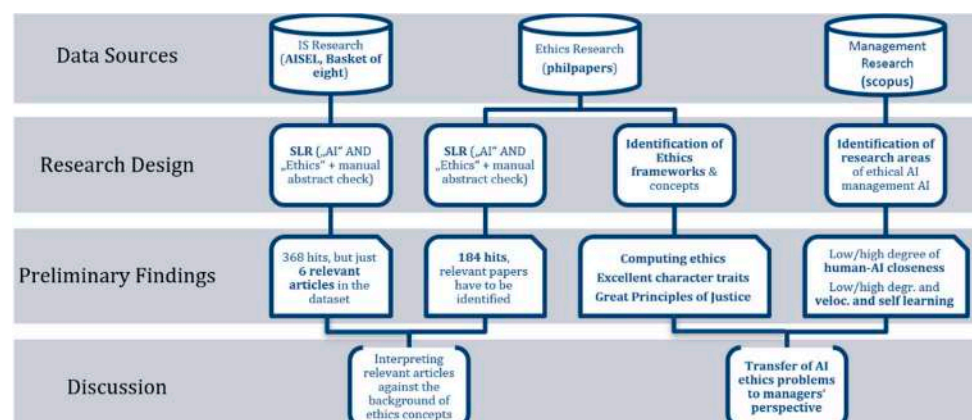 Data Sources
IS Research
(AISEL, Basket of
eight)
Ethics Research
(philpapers)
Management
Research
(scopus)
Research Design
SLR („AI" AND
„Ethics" + manual
abstract check)
SLR („AI" AND
„Ethics" + manual
abstract check)
Identification of
Ethics
frameworks &
concepts
Identification of
research areas
of ethical AI
management AI
Preliminary Findings
368 hits, but just
6 relevant
articles in the
dataset
184 hits,
relevant papers
have to be
identified
Computing ethics
Excellent character traits
Great Principles of Justice
Low/high degree of
human-AI closeness
Low/high degr. and
veloc. and self learning
Discussion
Interpreting
relevant articles
against the
background of
ethics concepts
Transfer of AI
ethics problems
to managers'
perspective